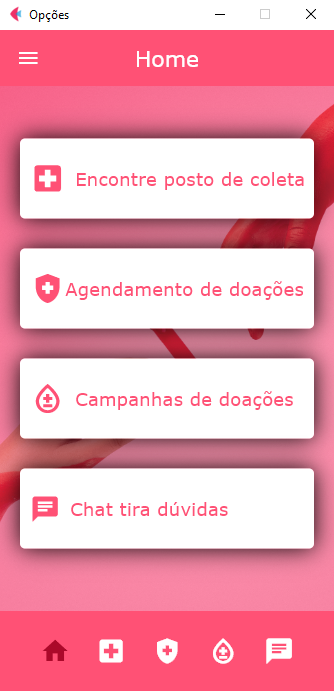 Opções
Home
Encontre posto de coleta
Agendamento de doações
Campanhas de doações
Chat tira dúvidas